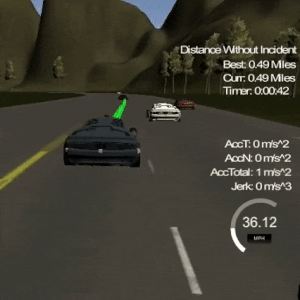 Distance Without Incident
Best: 0.49 Miles
Curr: 0.49 Miles
Timer: 0:00:42
AccT: 0 m/s^2
AccN: 0 m/s^2
AccTotal: 1 m/s^2
Jerk: 0 m/s^3
36.12
MPH